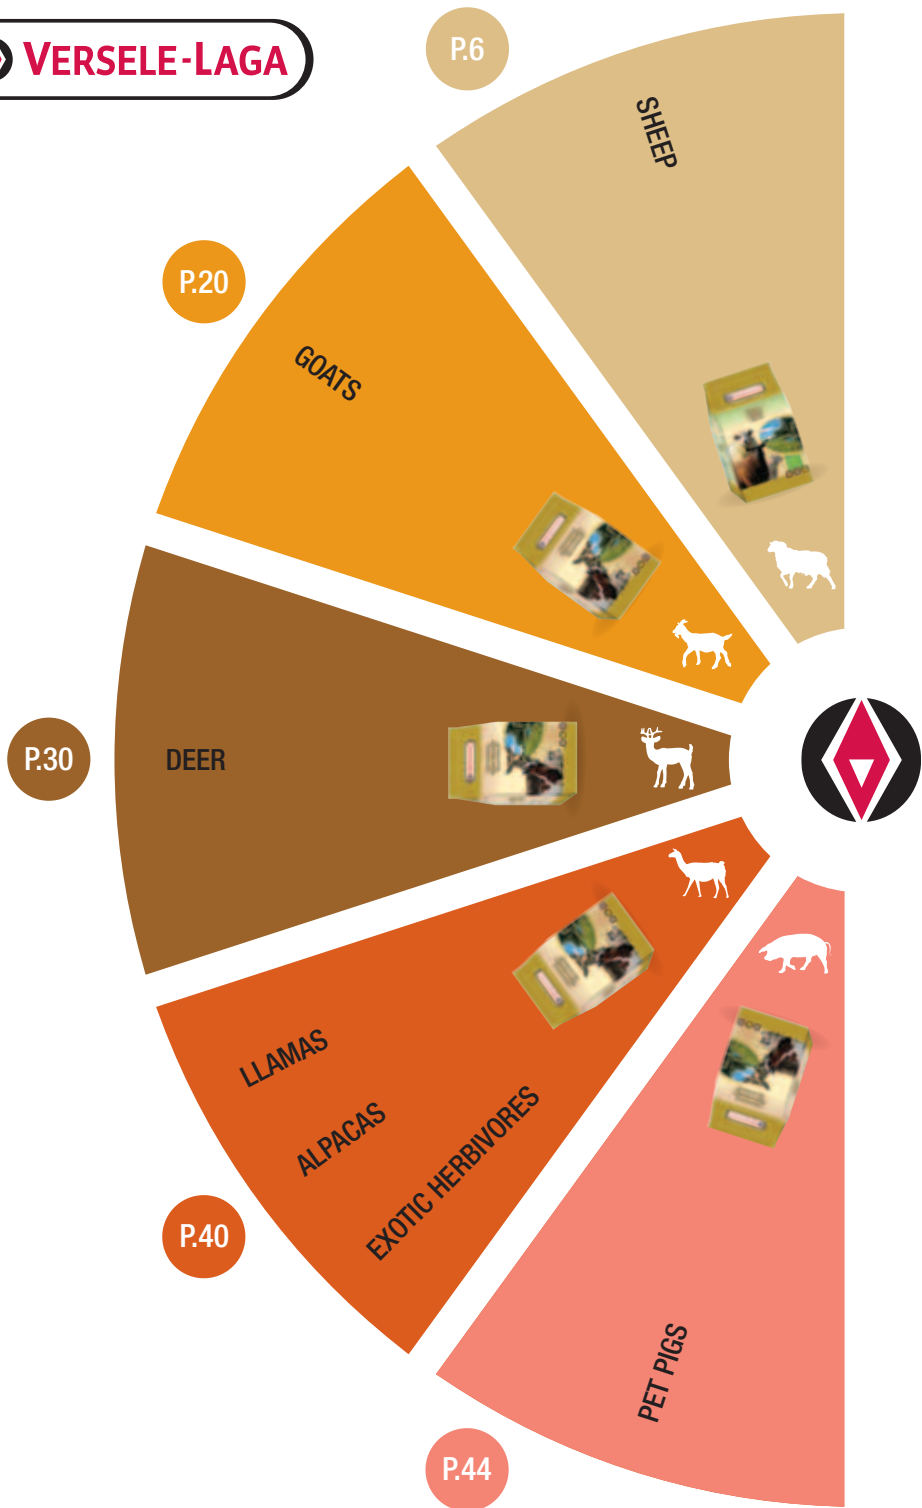 VERSELE-LAGA
P.6
SHEEP
P.20
GOATS
P.30
DEER
LLAMAS
ALPACAS
EXOTIC HERBIVORES
P.40
PET PIGS
P.44